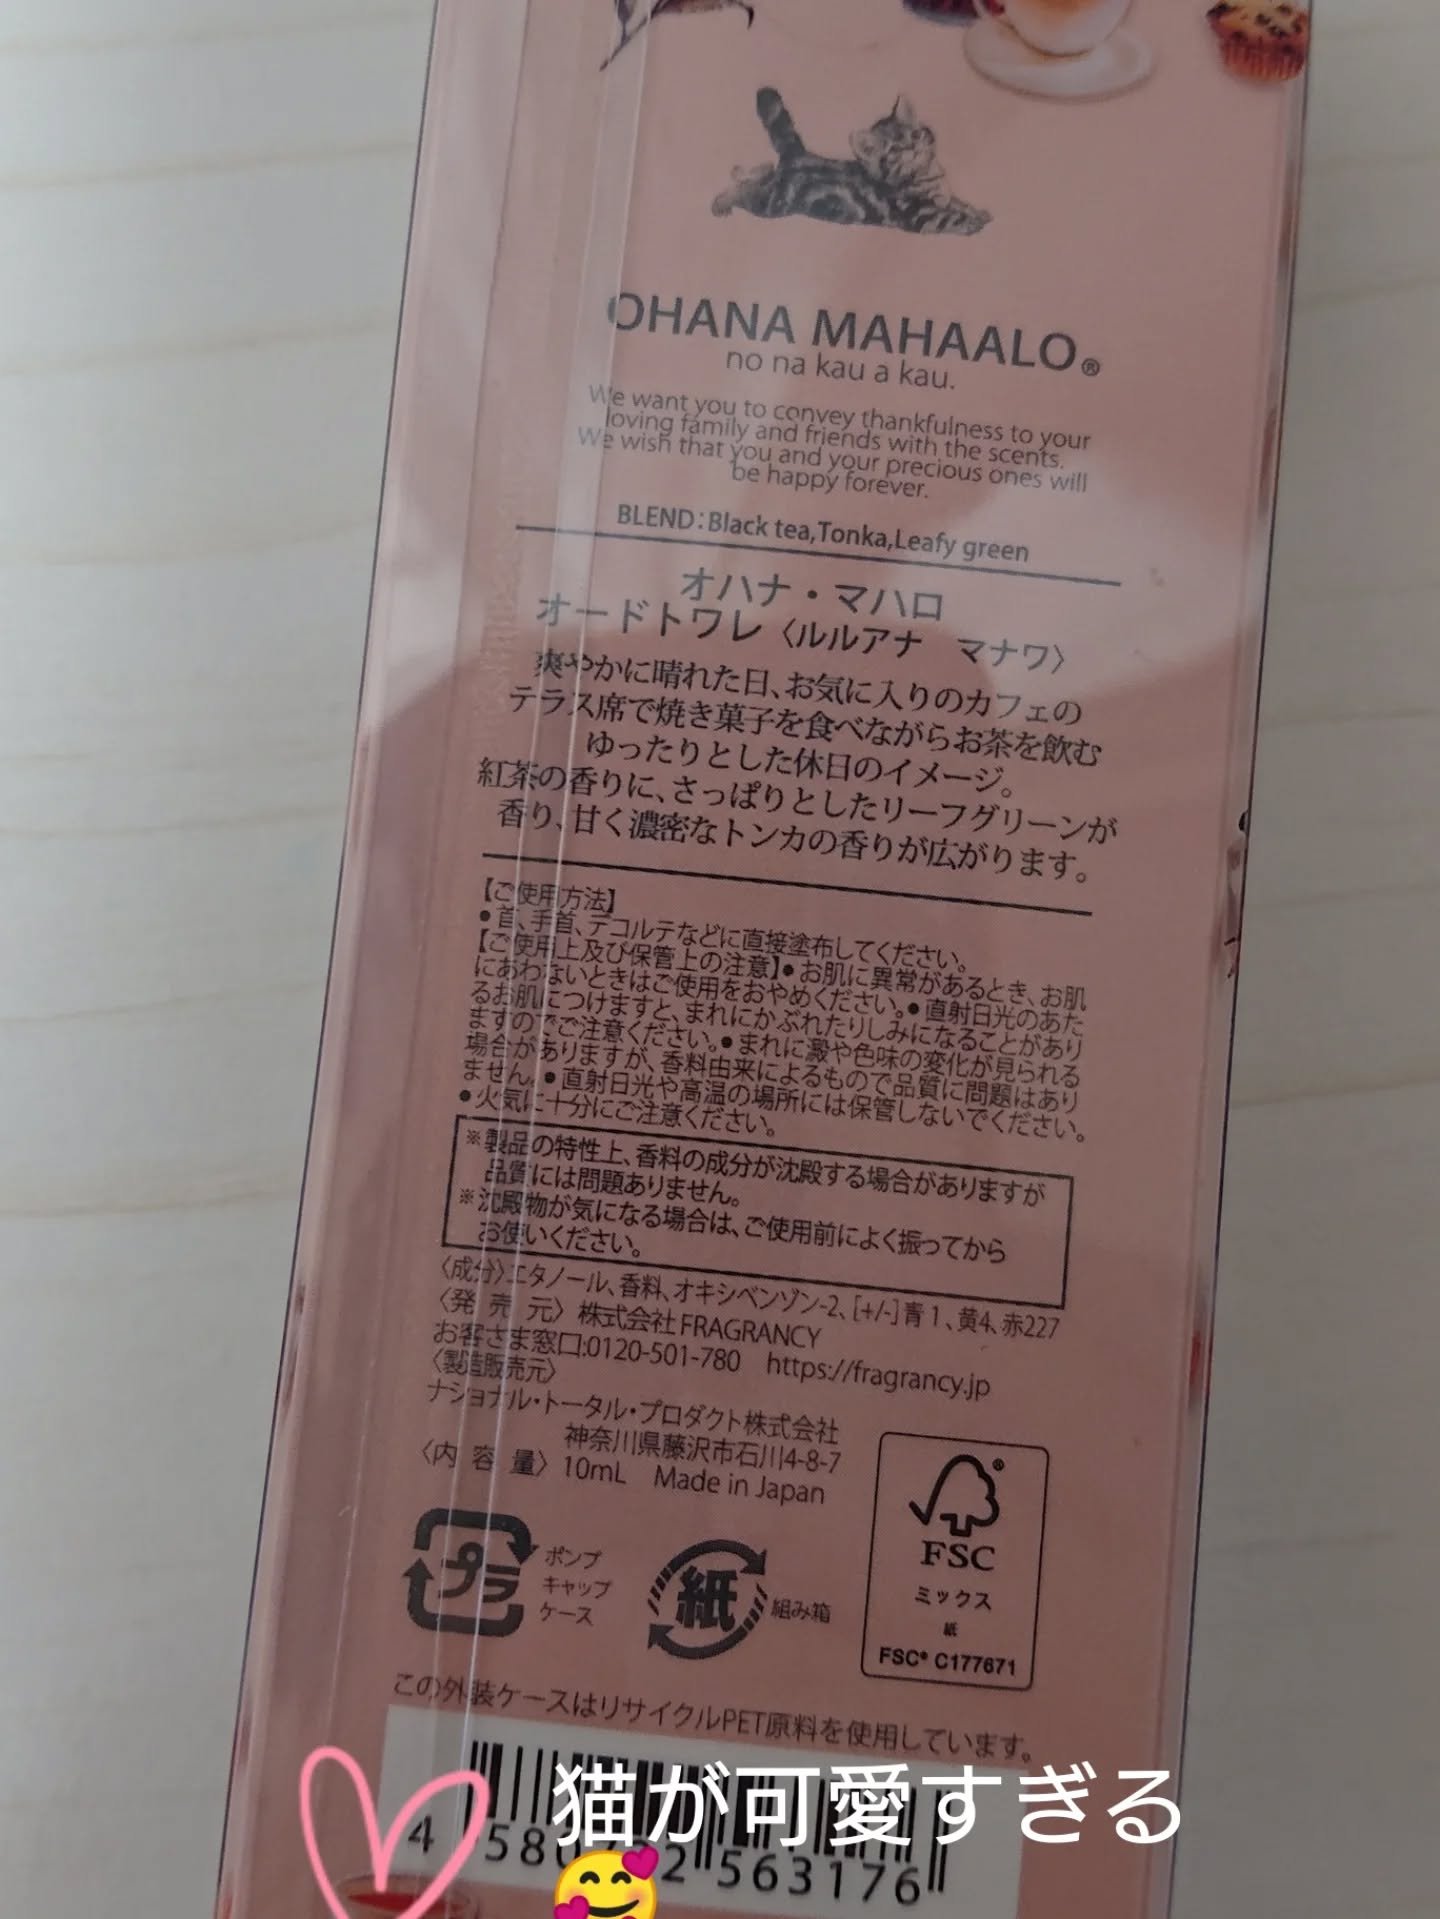 OHANA MAHAALO®
no na kau a kau.
We want you to convey thankfulness to your
loving family and friends with the scents.
We wish that you and your precious ones will
be happy forever.
BLEND:Black tea,Tonka,Leafy green
オハナ・マハロ
オードトワレ〈ルルアナ　マナワ〉
爽やかに晴れた日、お気に入りのカフェの
テラス席で焼き菓子を食べながらお茶を飲む
ゆったりとした休日のイメージ。
紅茶の香りに、さっぱりとしたリーフグリーンが
香り、甘く濃密なトンカの香りが広がります。
【ご使用方法】
●首、手首、デコルテなどに直接塗布してください。
【ご使用上及び保管上の注意】●お肌に異常があるとき、お肌
にあわないときはご使用をおやめください。●直射日光のあた
るお肌につけますと、まれにかぶれたりしみになることがあり
ますのでご注意ください。●まれに澱や色味の変化が見られる
場合がありますが、香料由来によるもので品質に問題はあり
ません。●直射日光や高温の場所には保管しないでください。
●火気に十分にご注意ください。
※製品の特性上、香料の成分が沈殿する場合がありますが
品質には問題ありません。
※沈殿物が気になる場合は、ご使用前によく振ってから
お使いください。
〈成分〉エタノール、香料、オキシベンゾン-2、[+/-]青1、黄4、赤227
〈発売元〉株式会社FRAGRANCY
お客さま窓口:0120-501-780　https://fragrancy.jp
〈製造販売元〉
ナショナル・トータル・プロダクト株式会社
神奈川県藤沢市石川4-8-7
〈内容量〉10mL　Made in Japan
プラ
ポンプ
キャップ
ケース
紙
組み箱
FSC®
ミックス
紙
FSC® C177671
この外装ケースはリサイクルPET原料を使用しています。
猫が可愛すぎる
🥰
4 580 2 563176